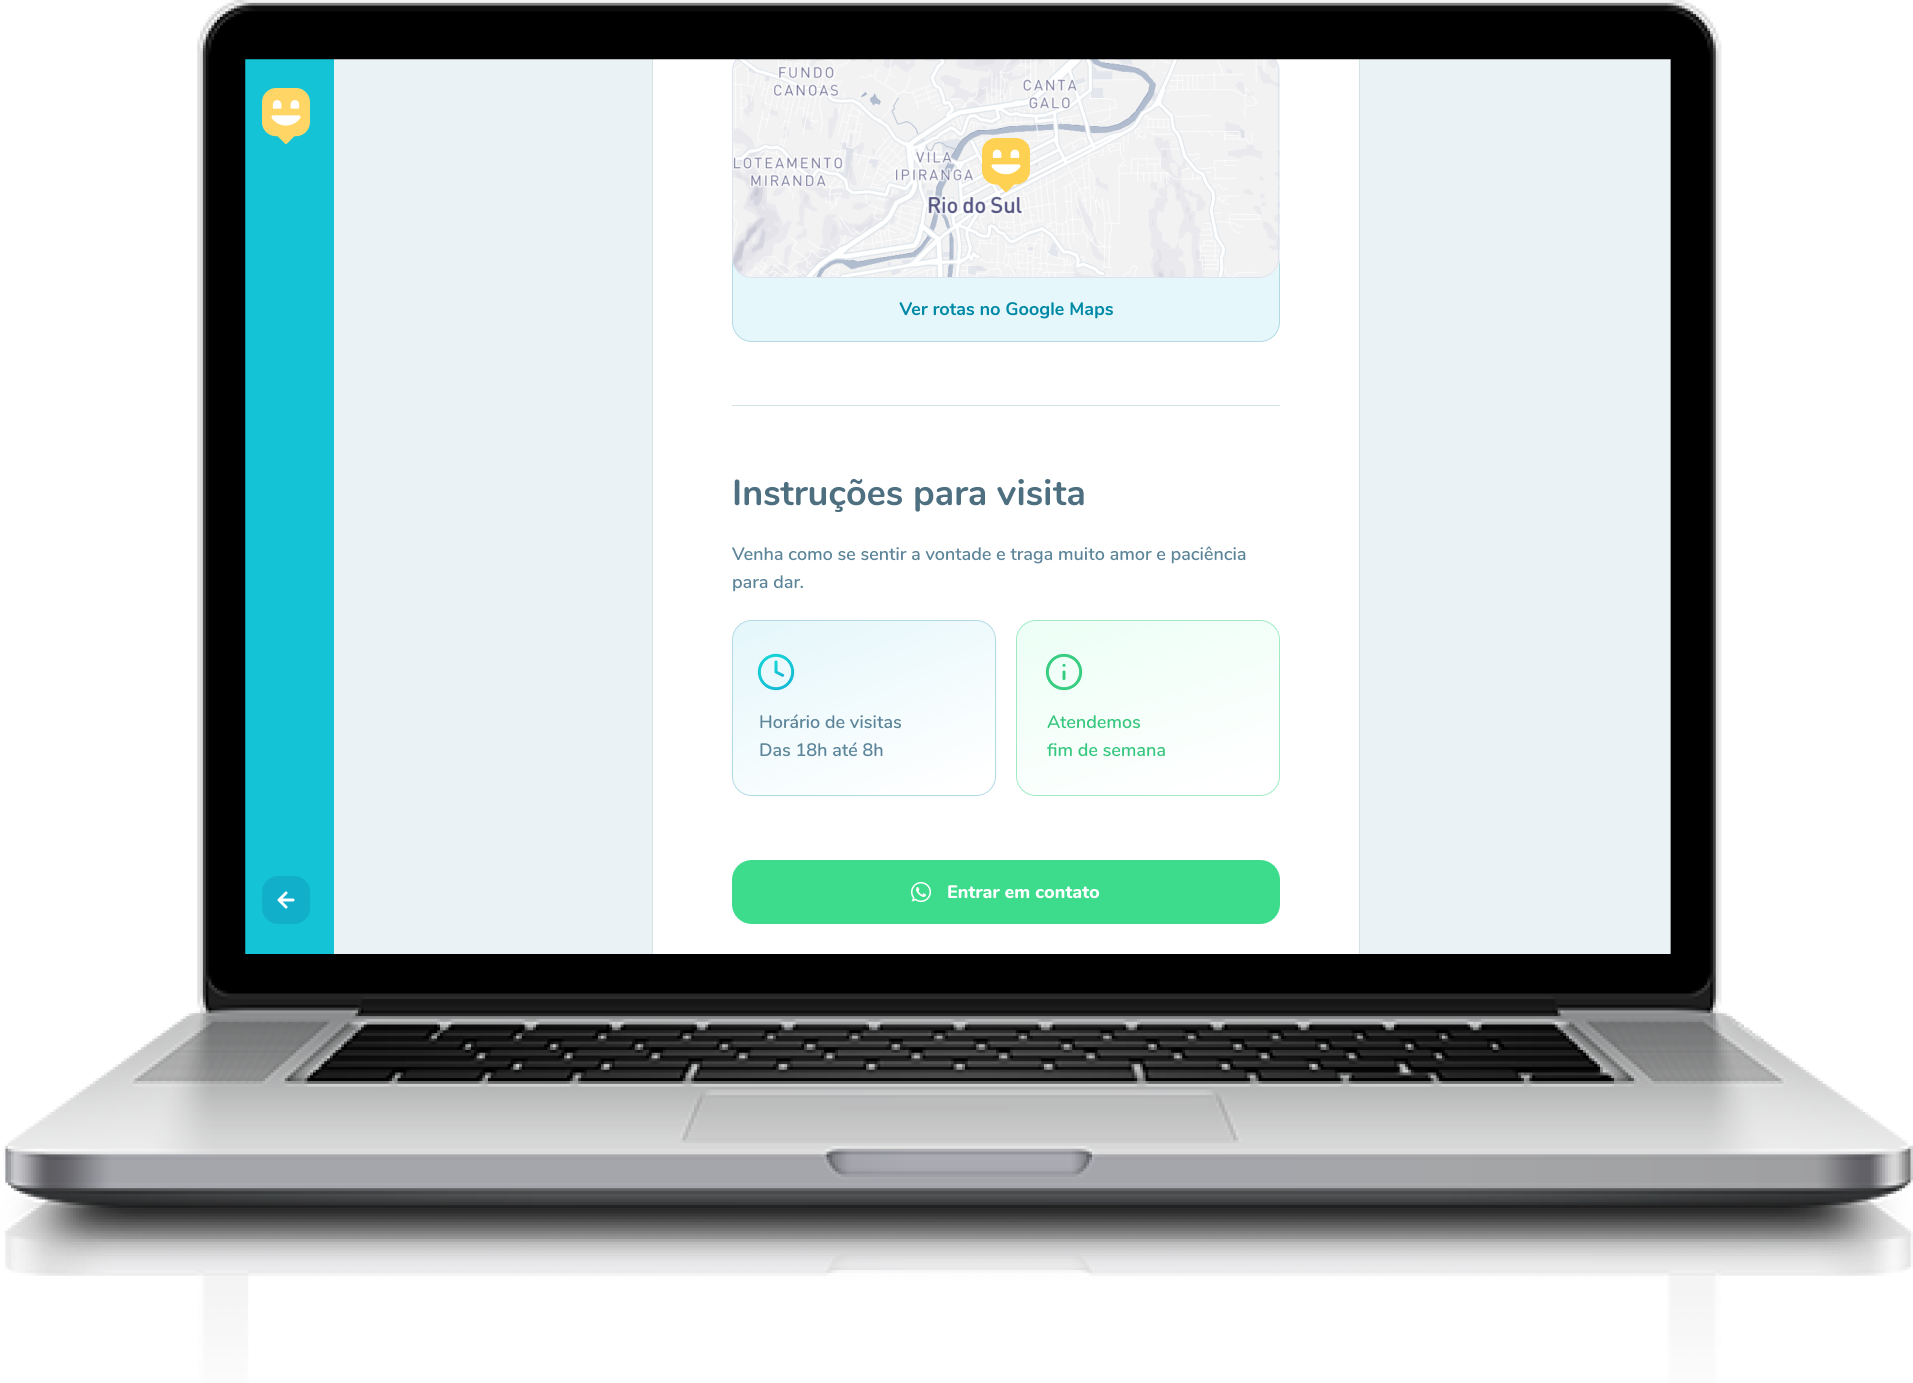 FUNDO
CANOAS
CANTA
GALO
VILA
IPIRANGA
LOTEAMENTO
MIRANDA
Rio do Sul
Ver rotas no Google Maps
Instruções para visita
Venha como se sentir a vontade e traga muito amor e paciência
para dar.
Horário de visitas
Das 18h até 8h
Atendemos
fim de semana
Entrar em contato